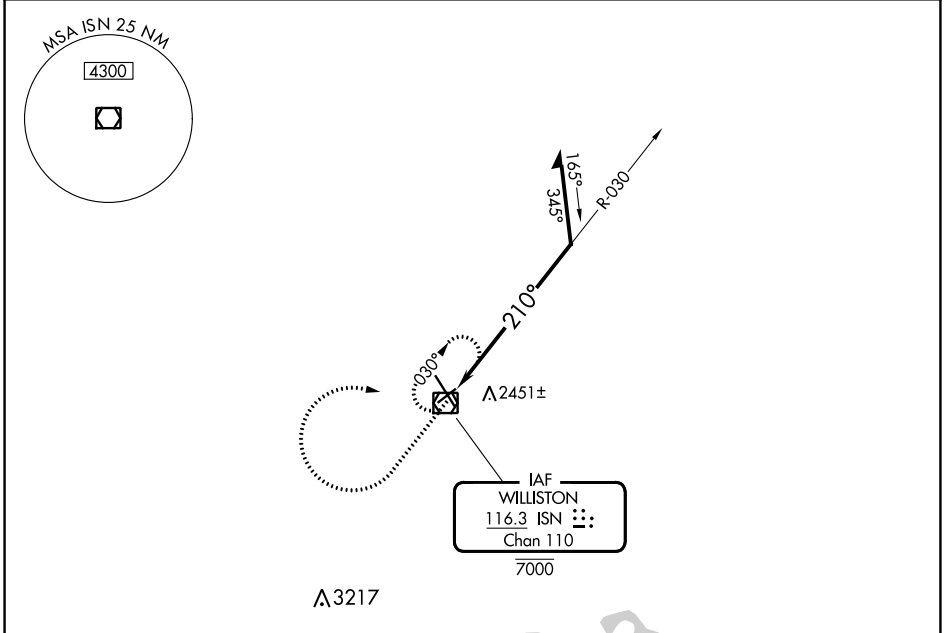 MSA ISN 25 NM
4300
165°
345°
R-030
210°
030°
2451±
IAF
WILLISTON
116.3 ISN
Chan 110
7000
3217